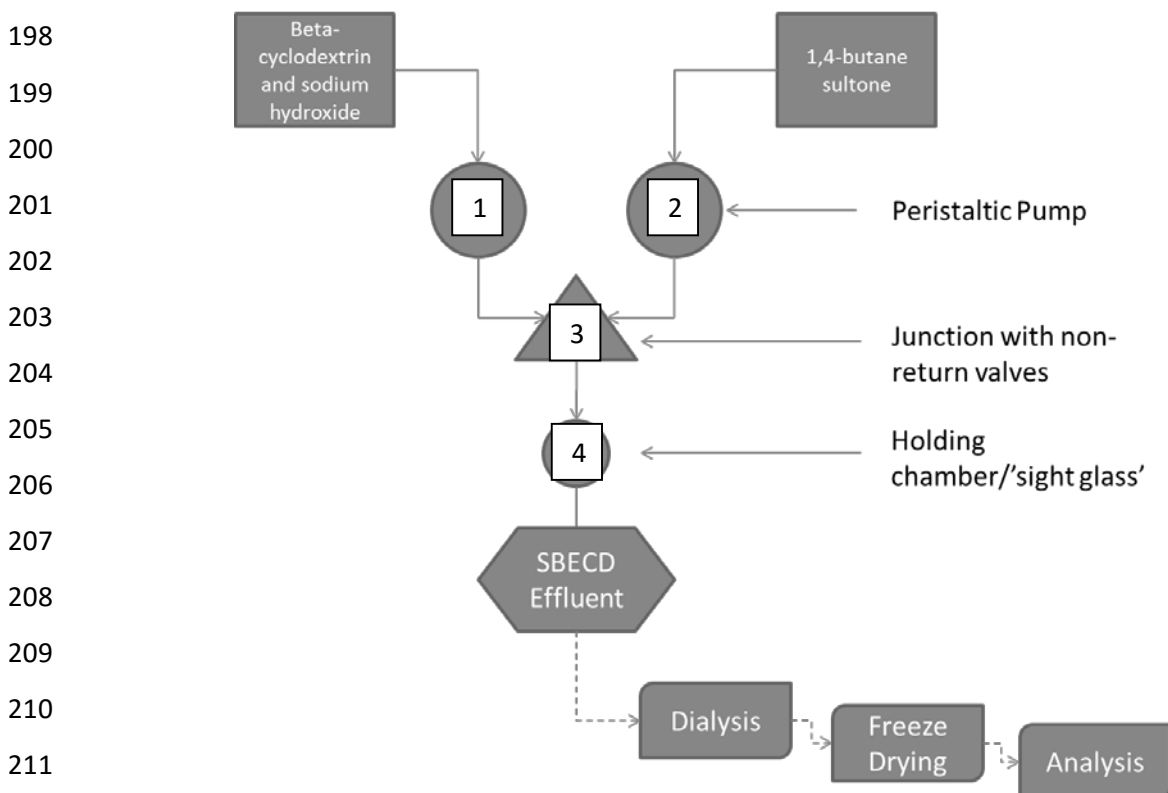 198
199
200
201
202
203
204
205
206
207
208
209
210
211
Beta-
cyclodextrin
and sodium
hydroxide
1,4-butane
sultone
1
2
Peristaltic Pump
3
Junction with non-
return valves
4
Holding
chamber/’sight glass’
SBECD
Effluent
Dialysis
Freeze
Drying
Analysis